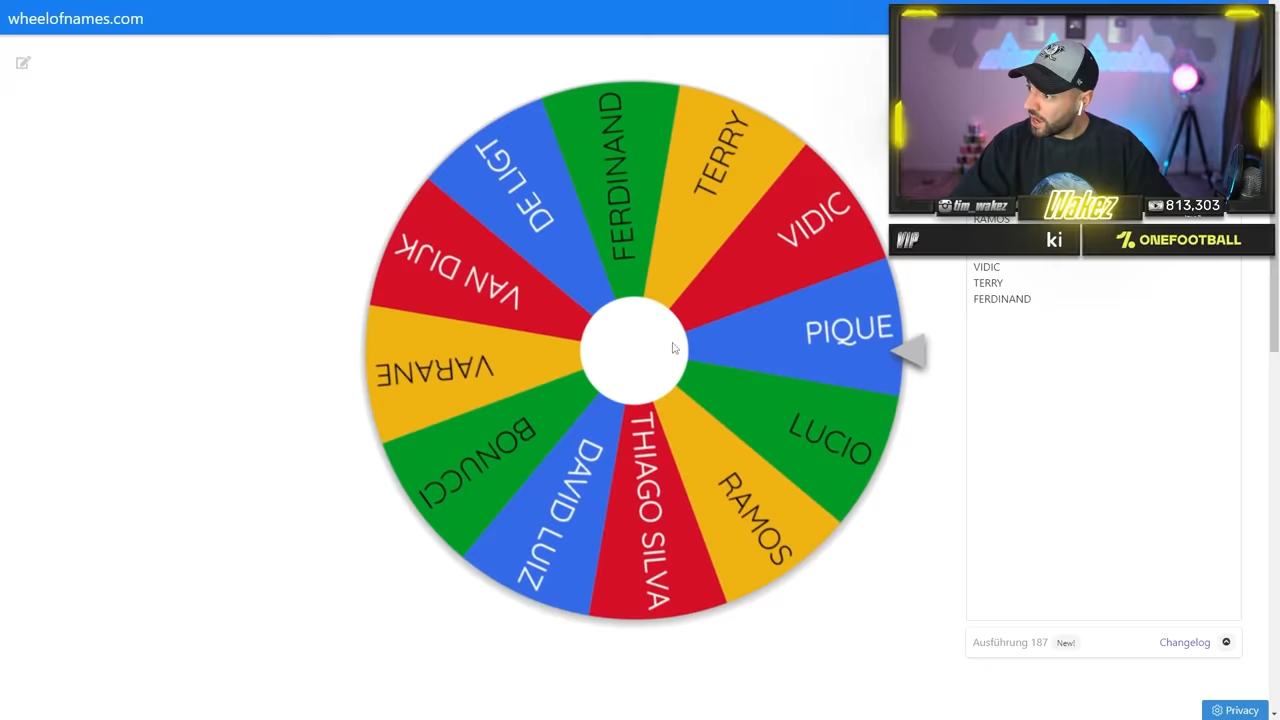 wheelofnames.com
FERDINAND
TERRY
VIDIC
PIQUE
LUCIO
RAMOS
THIAGO SILVA
DAVID LUIZ
BONUCCI
VARANE
VAN DIJK
DE LIGT
tim_wakez
Wakez
813,303
VIP
ki
ONEFOOTBALL
RAMOS
VIDIC
TERRY
FERDINAND
Ausführung 187
New!
Changelog
Privacy